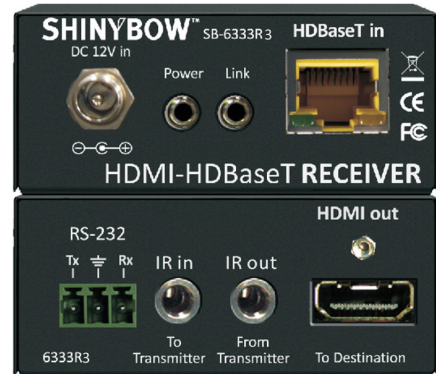 SHINYBOW™ SB-6333R3 HDBaseT in
DC 12V in
Power Link
CE
FC
HDMI-HDBaseT RECEIVER
HDMI out
RS-232
Tx Rx IR in IR out
To From
Transmitter Transmitter
6333R3 To Destination